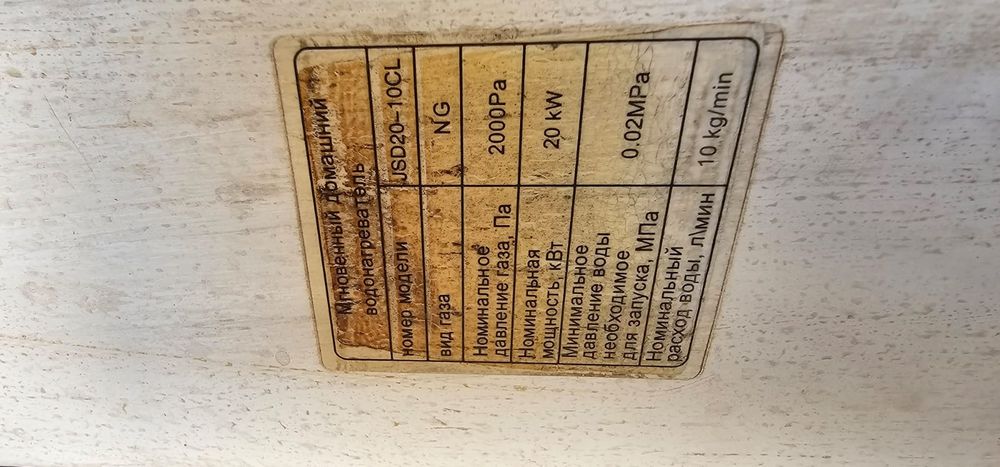 Мгновенный домашний
водонагреватель
номер модели JSD20-10CL
вид газа NG
Номинальное
давление газа, Па 2000Pa
Номинальная
мощность, кВт 20 kW
Минимальное
давление воды
необходимое
для запуска, МПа 0.02MPa
Номинальный
расход воды, л\мин 10 kg/min